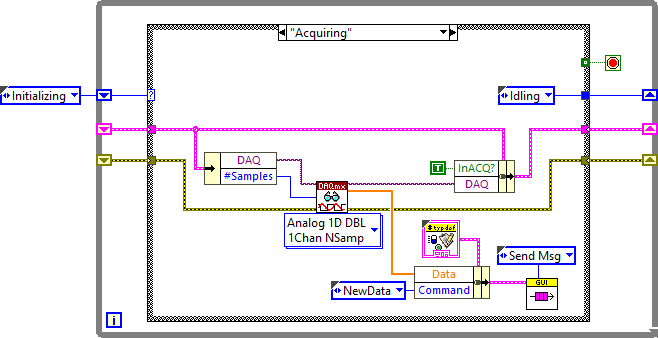 "Acquiring"
Initializing
?
Idling
DAQ
#Samples
T
InACQ?
DAQ
DAQmx
Analog 1D DBL
1Chan NSamp
typdef
Send Msg
Data
NewData
Command
GUI
i